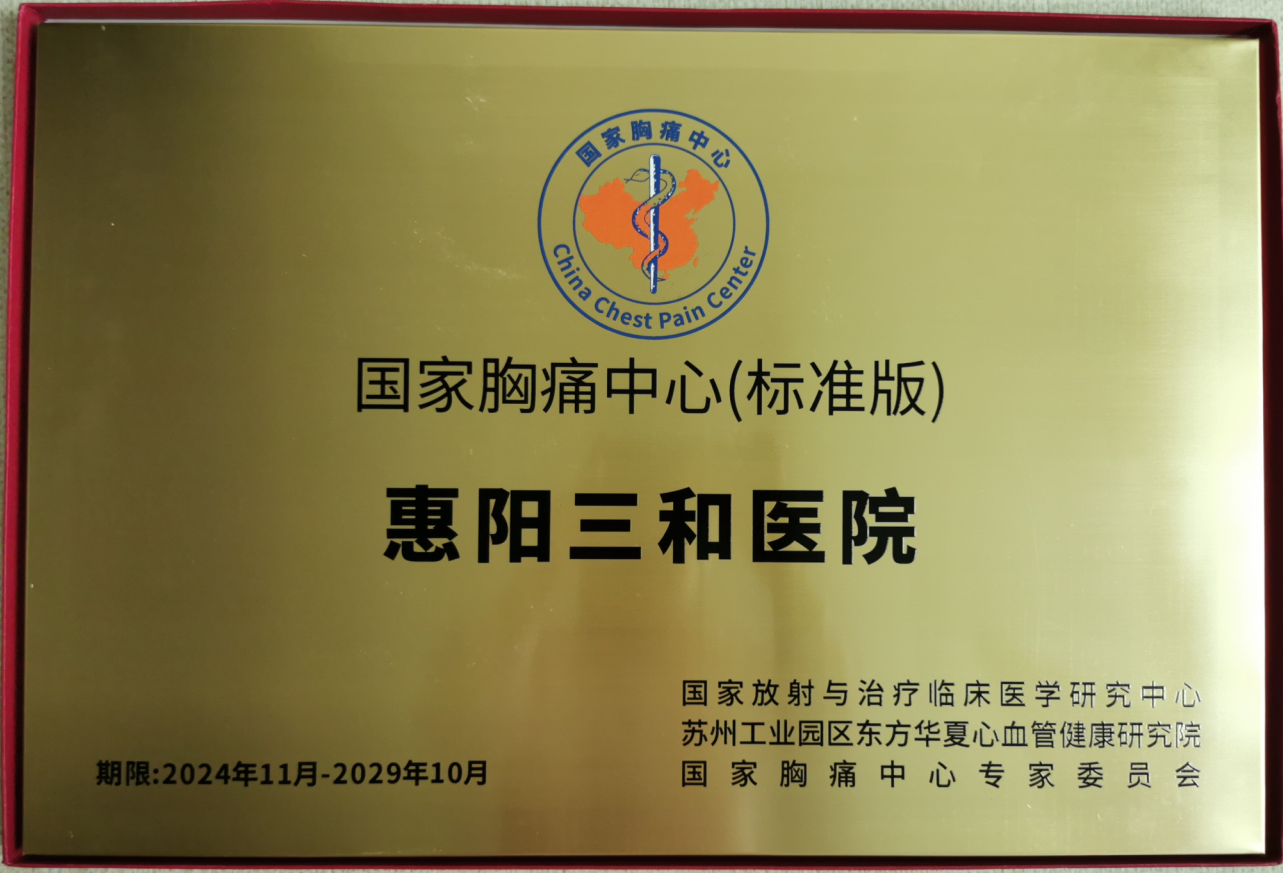 国家胸痛中心
China Chest Pain Center
国家胸痛中心(标准版)
惠阳三和医院
国家放射与治疗临床医学研究中心
苏州工业园区东方华夏心血管健康研究院
国家胸痛中心专家委员会
期限:2024年11月-2029年10月